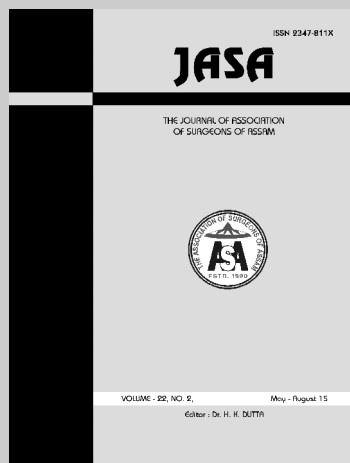 ISSN 2347-811X
JASA
THE JOURNAL OF ASSOCIATION
OF SURGEONS OF ASSAM
THE ASSOCIATION OF SURGEONS OF ASSAM
ASA
ESTD. 1990
VOLUME - 22, NO. 2,
May - August 15
Editor : Dr. H. K. DUTTA